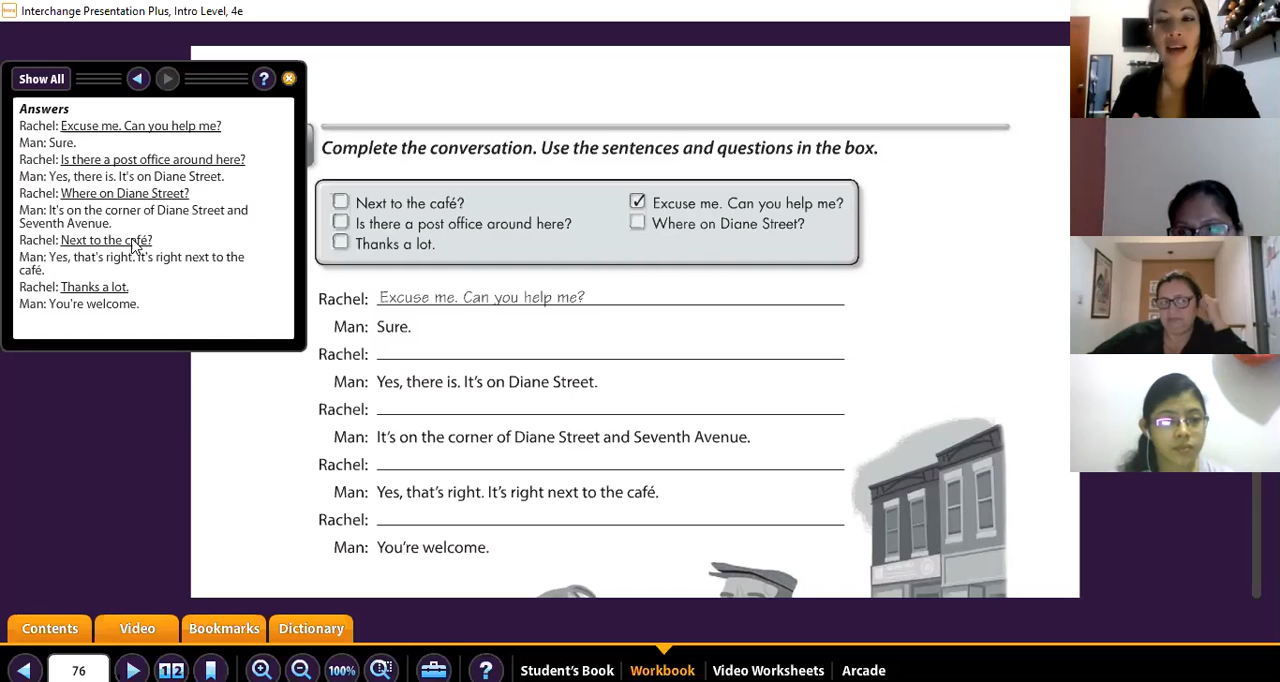 Interchange Presentation Plus, Intro Level, 4e
Show All
?
Answers
Rachel: Excuse me. Can you help me?
Man: Sure.
Rachel: Is there a post office around here?
Man: Yes, there is. It's on Diane Street.
Rachel: Where on Diane Street?
Man: It's on the corner of Diane Street and
Seventh Avenue.
Rachel: Next to the café?
Man: Yes, that's right. It's right next to the
café.
Rachel: Thanks a lot.
Man: You're welcome.
Complete the conversation. Use the sentences and questions in the box.
Next to the café?
Is there a post office around here?
Thanks a lot.
Excuse me. Can you help me?
Where on Diane Street?
Rachel: Excuse me. Can you help me?
Man: Sure.
Rachel:
Man: Yes, there is. It's on Diane Street.
Rachel:
Man: It's on the corner of Diane Street and Seventh Avenue.
Rachel:
Man: Yes, that's right. It's right next to the café.
Rachel:
Man: You're welcome.
Contents Video Bookmarks Dictionary
76 12 100% ? Student's Book Workbook Video Worksheets Arcade